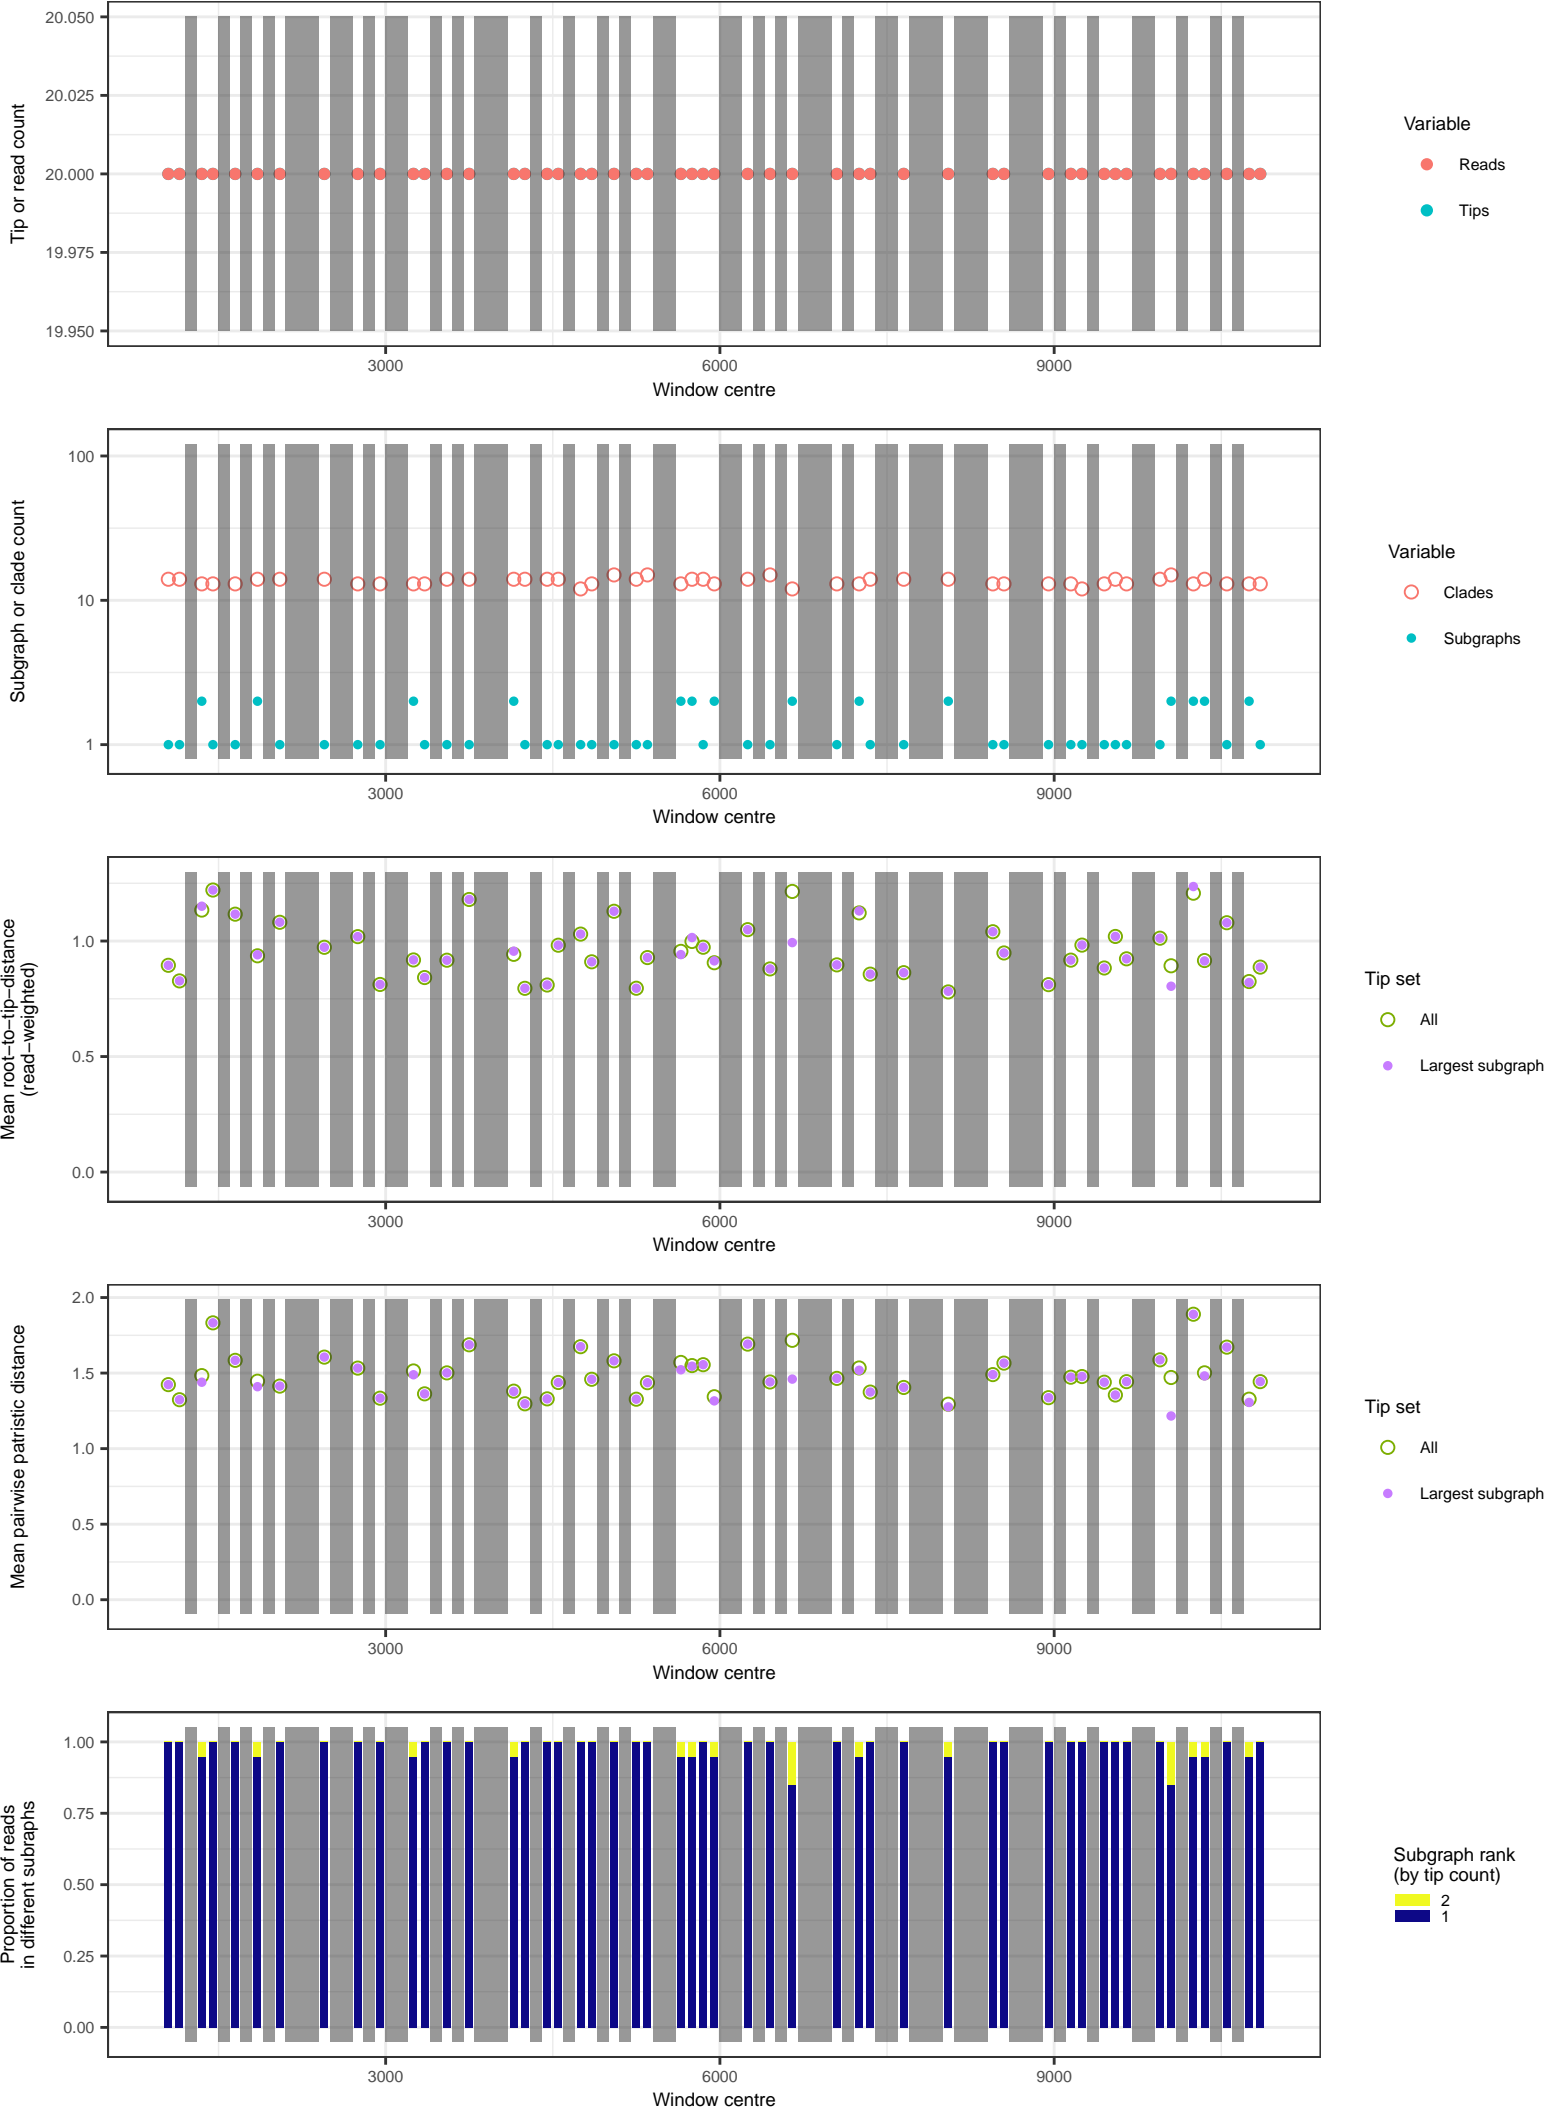 20.050
20.025
20.000
19.975
19.950
Tip or read count
3000 6000 9000
Window centre
Variable
Reads
Tips
100
10
1
Subgraph or clade count
3000 6000 9000
Window centre
Variable
Clades
Subgraphs
1.0
0.5
0.0
Mean root−to−tip−distance
(read−weighted)
3000 6000 9000
Window centre
Tip set
All
Largest subgraph
2.0
1.5
1.0
0.5
0.0
Mean pairwise patristic distance
3000 6000 9000
Window centre
Tip set
All
Largest subgraph
1.00
0.75
0.50
0.25
0.00
Proportion of reads
in different subraphs
3000 6000 9000
Window centre
Subgraph rank
(by tip count)
2
1